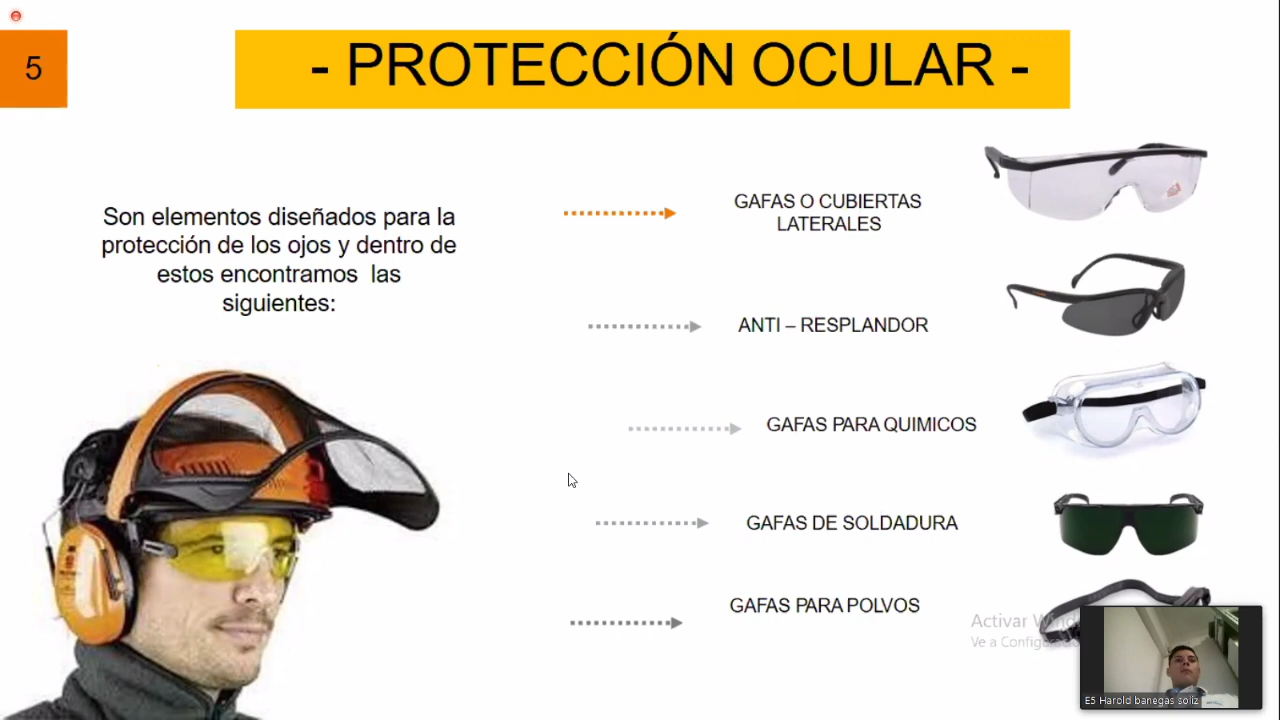 5
- PROTECCIÓN OCULAR -
Son elementos diseñados para la
protección de los ojos y dentro de
estos encontramos las
siguientes:
GAFAS O CUBIERTAS
LATERALES
ANTI – RESPLANDOR
GAFAS PARA QUIMICOS
GAFAS DE SOLDADURA
GAFAS PARA POLVOS
Activar
Ve a
E5 Harold banegas soliz